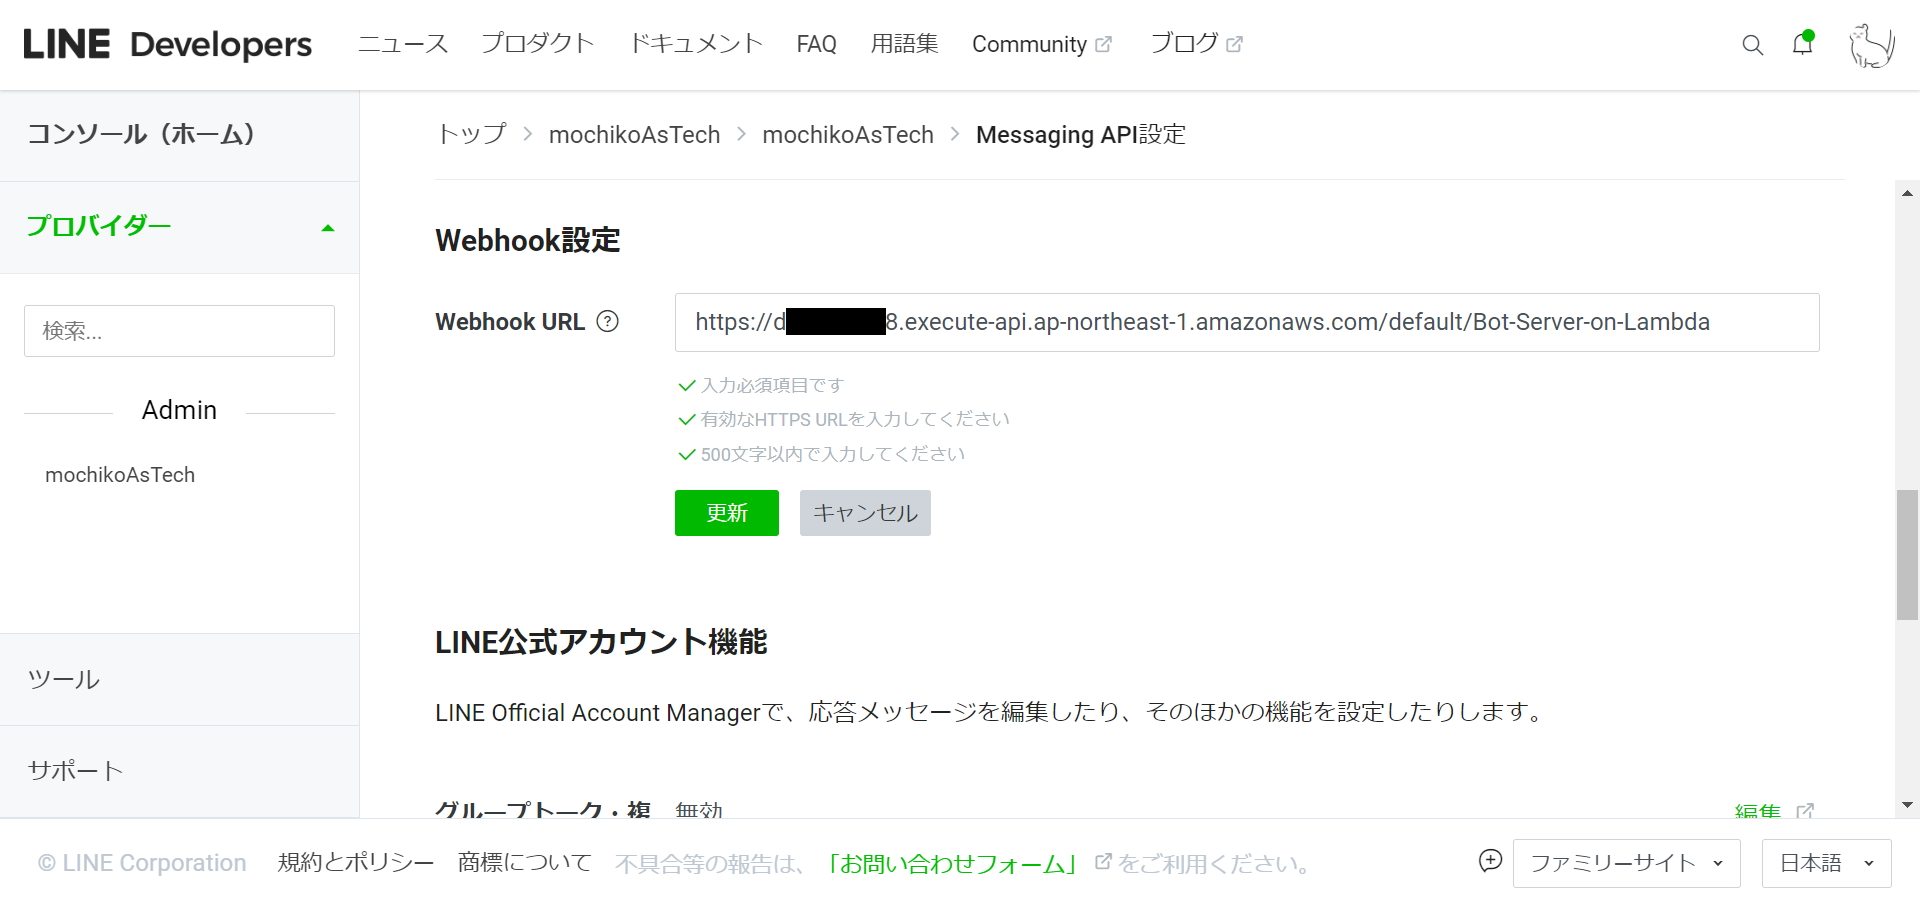 LINE Developers ニュース プロダクト ドキュメント FAQ 用語集 Community ブログ
コンソール（ホーム）
プロバイダー
検索...
Admin
mochikoAsTech
ツール
サポート
トップ > mochikoAsTech > mochikoAsTech > Messaging API設定
Webhook設定
Webhook URL ? https://d 8.execute-api.ap-northeast-1.amazonaws.com/default/Bot-Server-on-Lambda
入力必須項目です
有効なHTTPS URLを入力してください
500文字以内で入力してください
更新 キャンセル
LINE公式アカウント機能
LINE Official Account Managerで、応答メッセージを編集したり、そのほかの機能を設定したりします。
グループトーク・複 無効 編集
© LINE Corporation 規約とポリシー 商標について 不具合等の報告は、「お問い合わせフォーム」をご利用ください。 ファミリーサイト 日本語